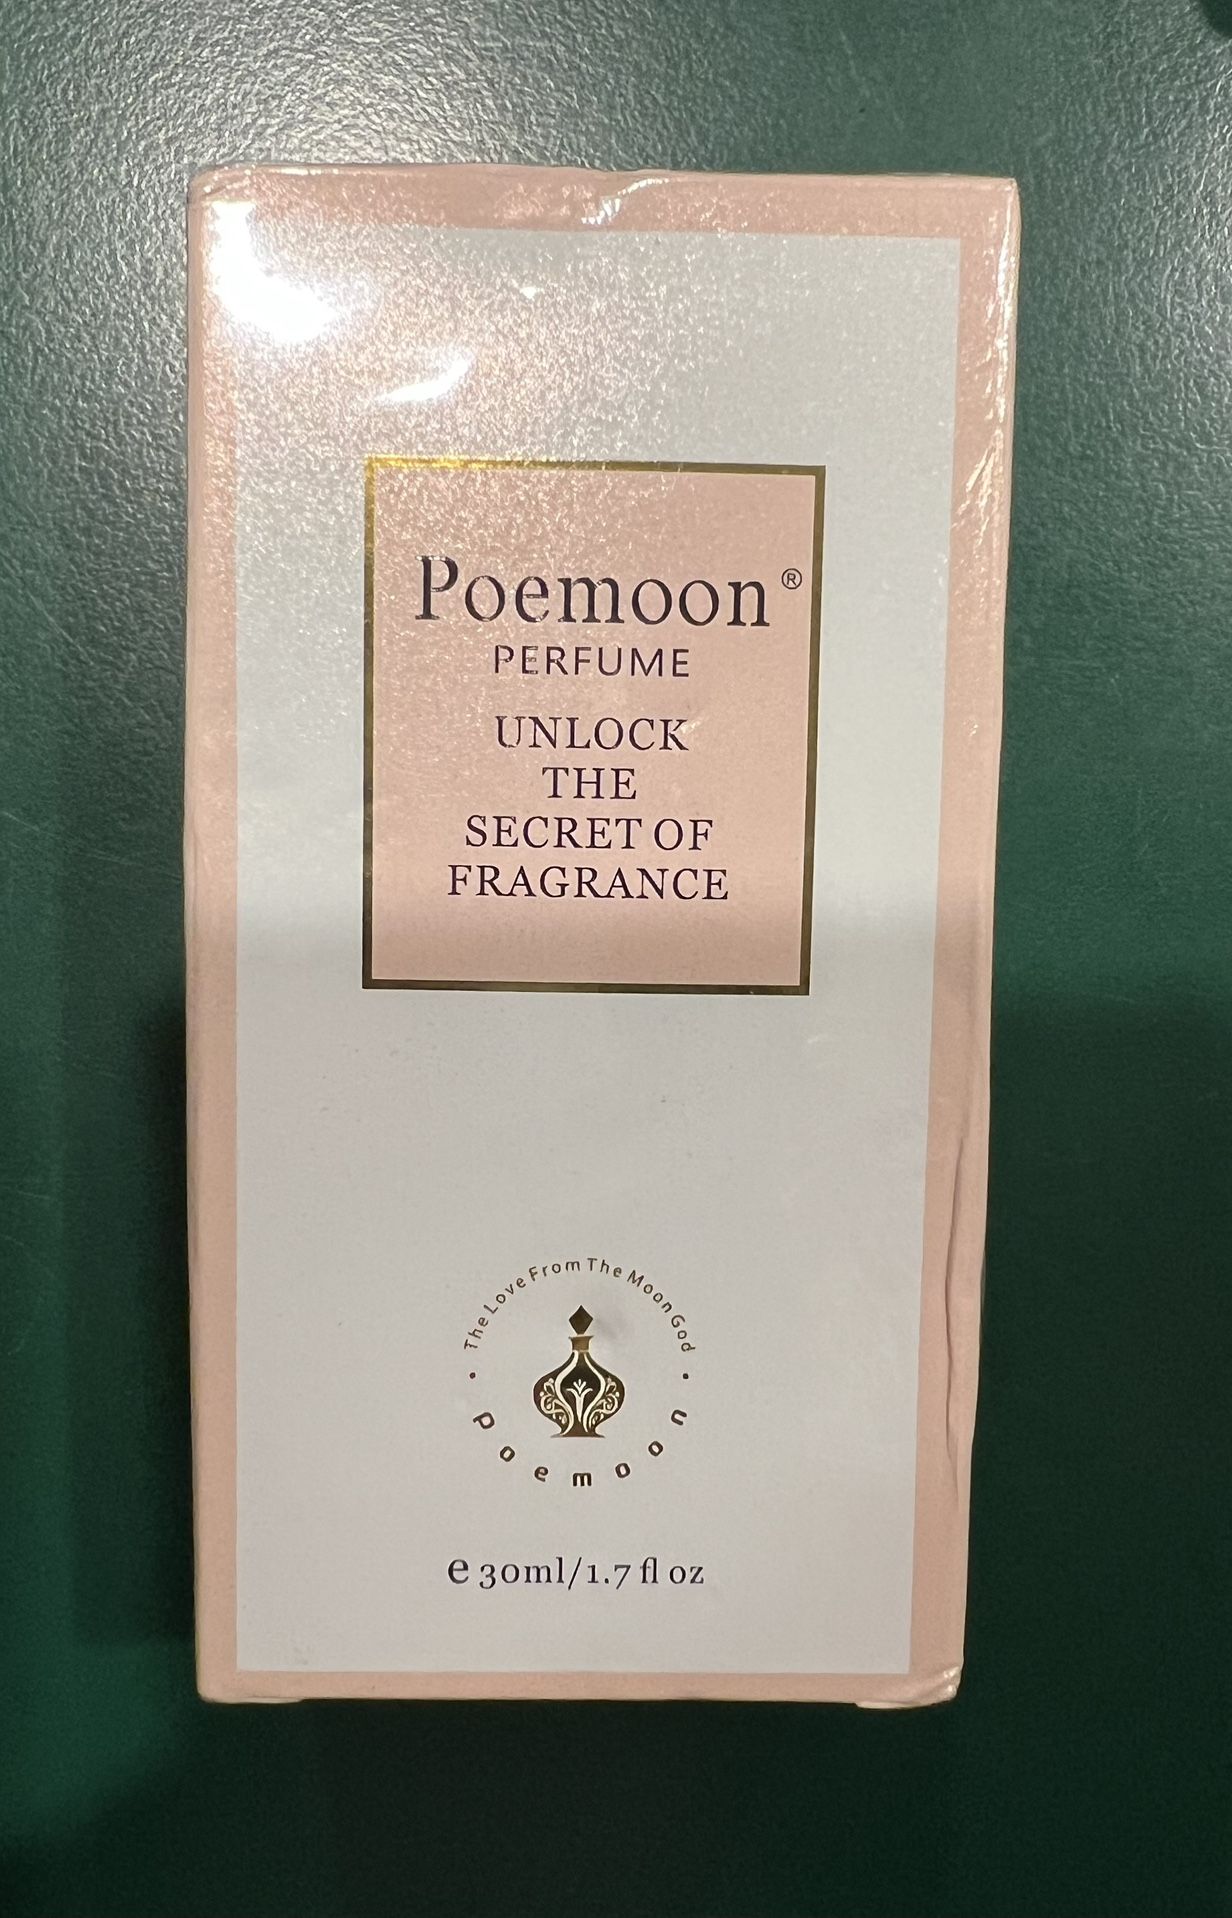 Poemoon®
PERFUME
UNLOCK
THE
SECRET OF
FRAGRANCE
The Love From The Moon God
• poemoon •
e 30ml/1.7 fl oz